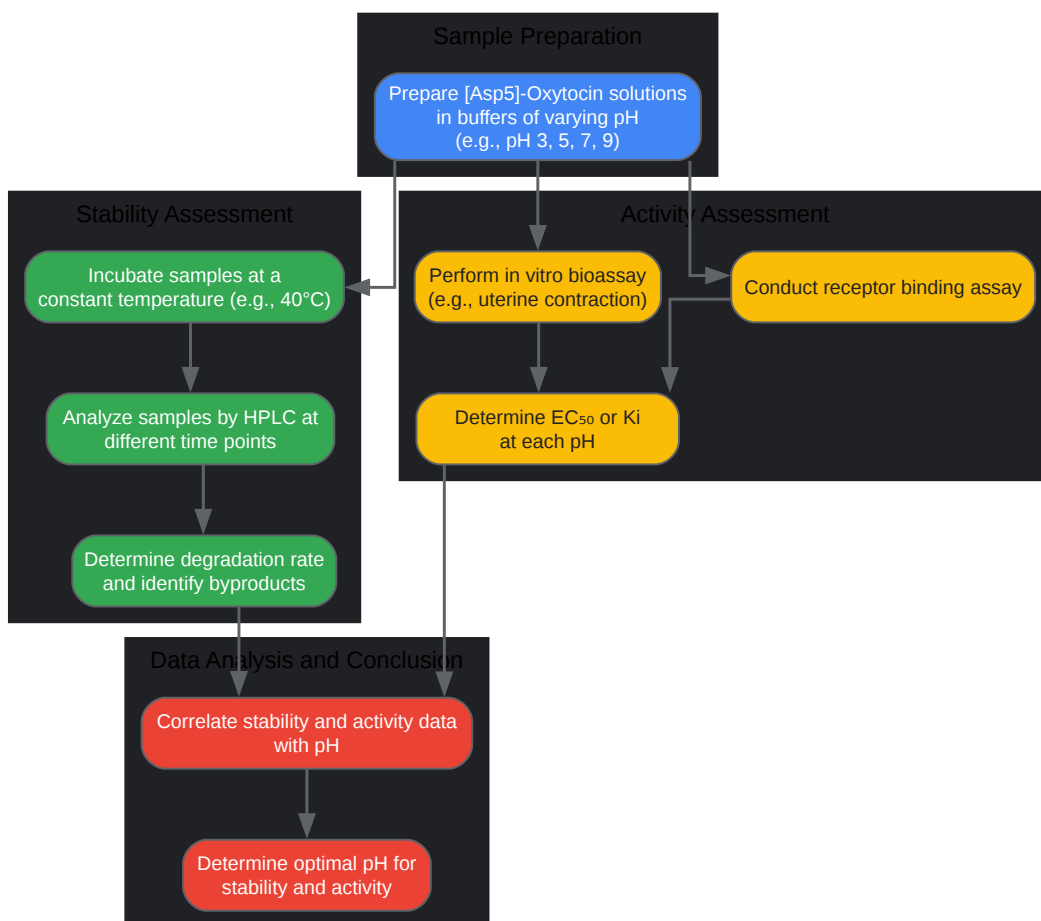 Sample Preparation
Prepare [Asp5]-Oxytocin solutions
in buffers of varying pH
(e.g., pH 3, 5, 7, 9)
Stability Assessment
Incubate samples at a
constant temperature (e.g., 40°C)
Analyze samples by HPLC at
different time points
Determine degradation rate
and identify byproducts
Activity Assessment
Perform in vitro bioassay
(e.g., uterine contraction)
Conduct receptor binding assay
Determine EC₅₀ or Ki
at each pH
Data Analysis and Conclusion
Correlate stability and activity data
with pH
Determine optimal pH for
stability and activity